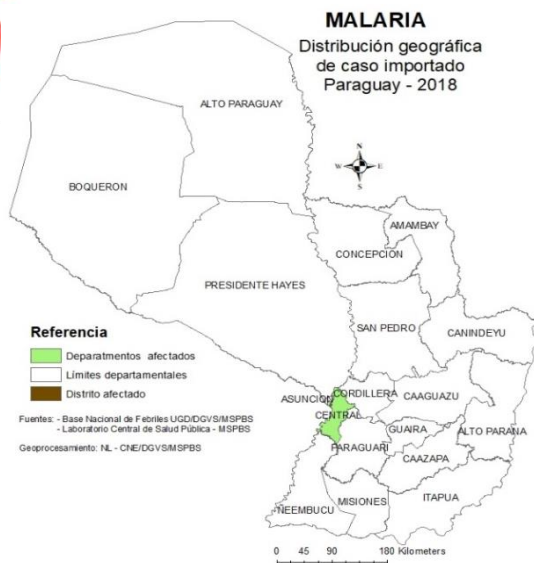 MALARIA
Distribución geográfica
de caso importado
Paraguay - 2018
ALTO PARAGUAY
N
W E
S
BOQUERON
AMAMBAY
CONCEPCION
PRESIDENTE HAYES
SAN PEDRO
CANINDEYU
Referencia
Deparatmentos afectados
Límites departamentales
Distrito afectado
ASUNCION
CORDILLERA
CAAGUAZU
CENTRAL
Fuentes: - Base Nacional de Febriles UGD/DGVS/MSPBS
- Laboratorio Central de Salud Pública - MSPBS
GUAIRA
ALTO PARANA
PARAGUARI
Geoprocesamiento: NL - CNE/DGVS/MSPBS
CAAZAPA
ÑEEMBUCU
MISIONES
ITAPUA
0 45 90 180 Kilometers